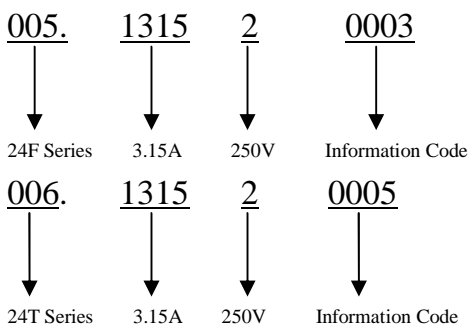 005. 1315 2 0003
24F Series 3.15A 250V Information Code
006. 1315 2 0005
24T Series 3.15A 250V Information Code